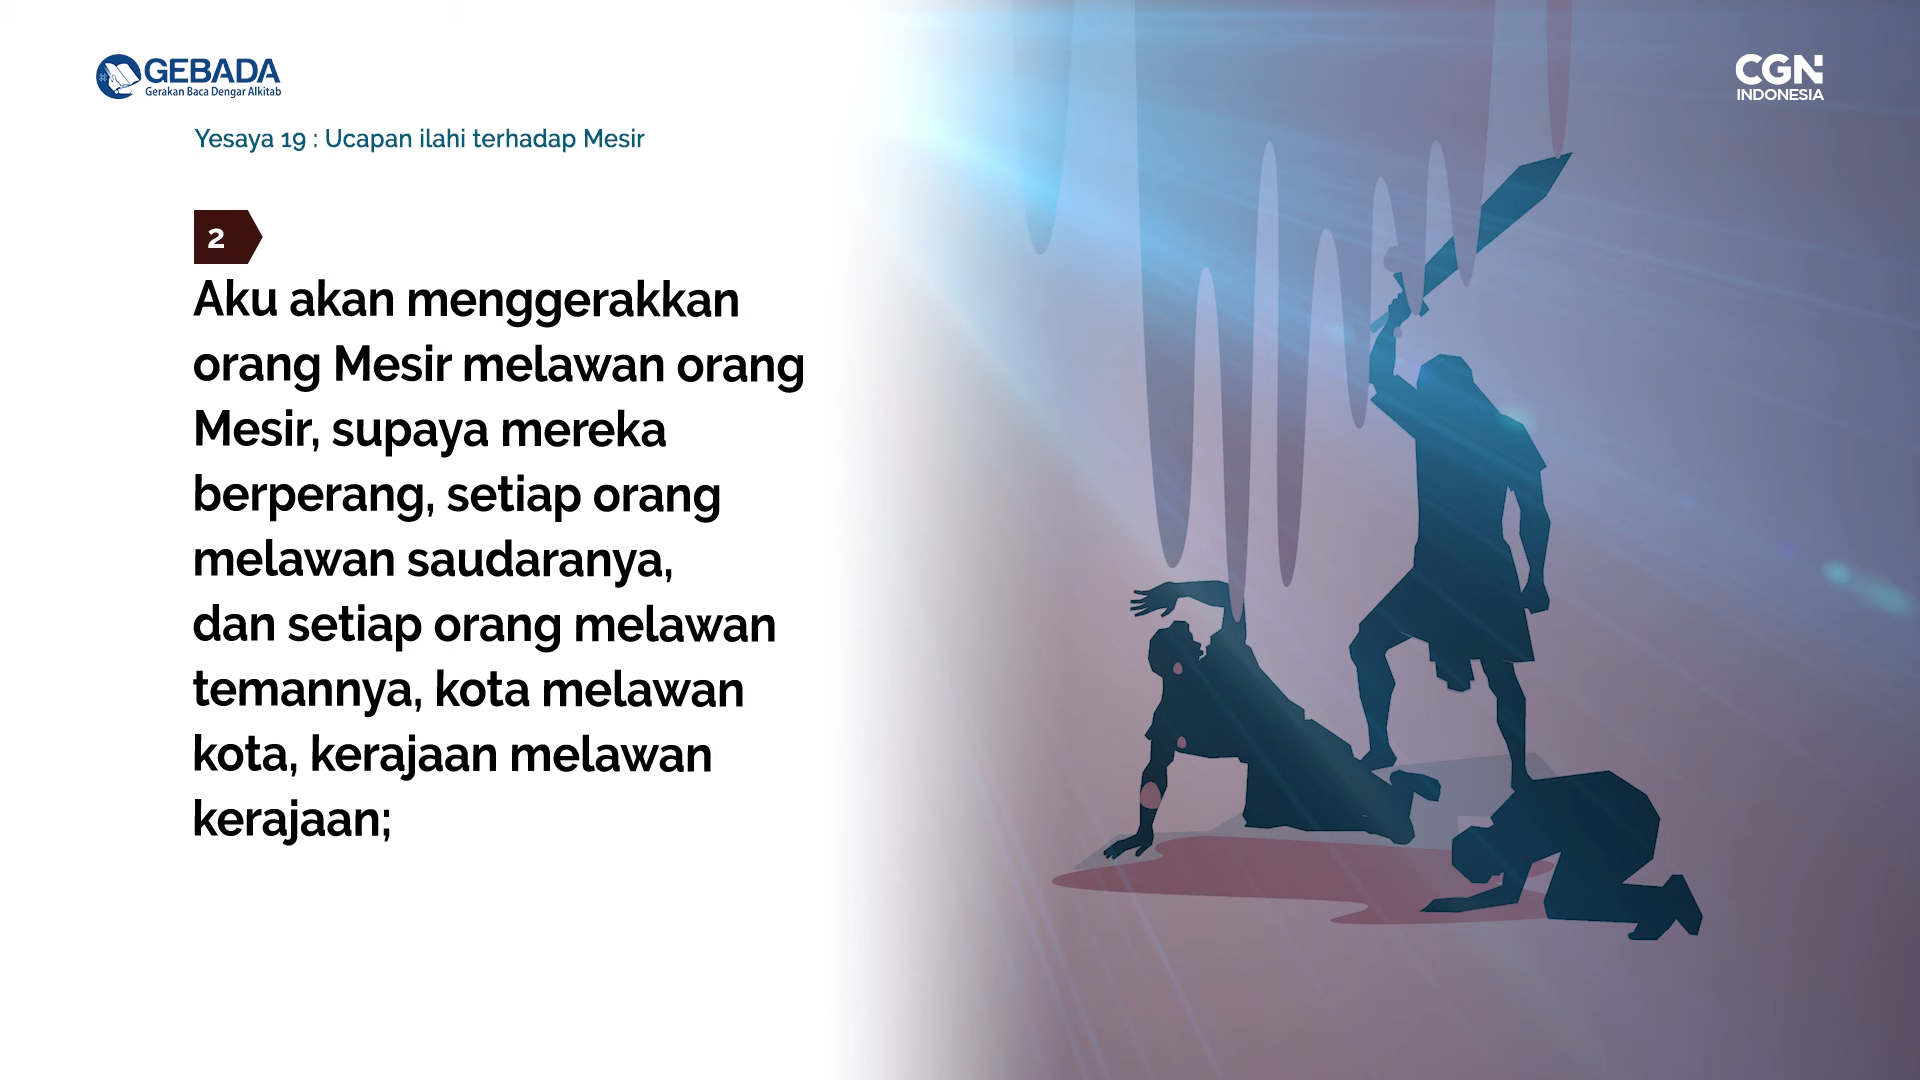 GEBADA
Gerakan Baca Dengar Alkitab
CGN
INDONESIA
Yesaya 19 : Ucapan ilahi terhadap Mesir
2
Aku akan menggerakkan
orang Mesir melawan orang
Mesir, supaya mereka
berperang, setiap orang
melawan saudaranya,
dan setiap orang melawan
temannya, kota melawan
kota, kerajaan melawan
kerajaan;